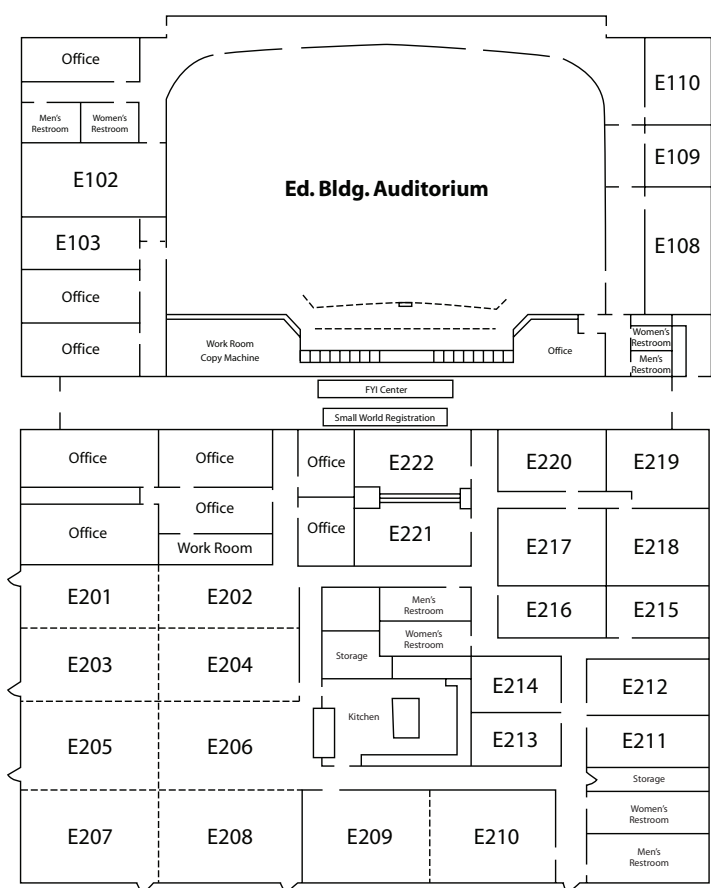 Office
E110
Men's
Restroom
Women's
Restroom
E109
E102
Ed. Bldg. Auditorium
E103
E108
Office
Office
Work Room
Copy Machine
Office
Women's
Restroom
Men's
Restroom
FYI Center
Small World Registration
Office
Office
Office
E222
E220
E219
Office
Office
Office
E221
E217
E218
Work Room
E201
E202
Men's
Restroom
E216
E215
Women's
Restroom
Storage
E203
E204
E214
E212
Kitchen
E205
E206
E213
E211
Storage
Women's
Restroom
E207
E208
E209
E210
Men's
Restroom